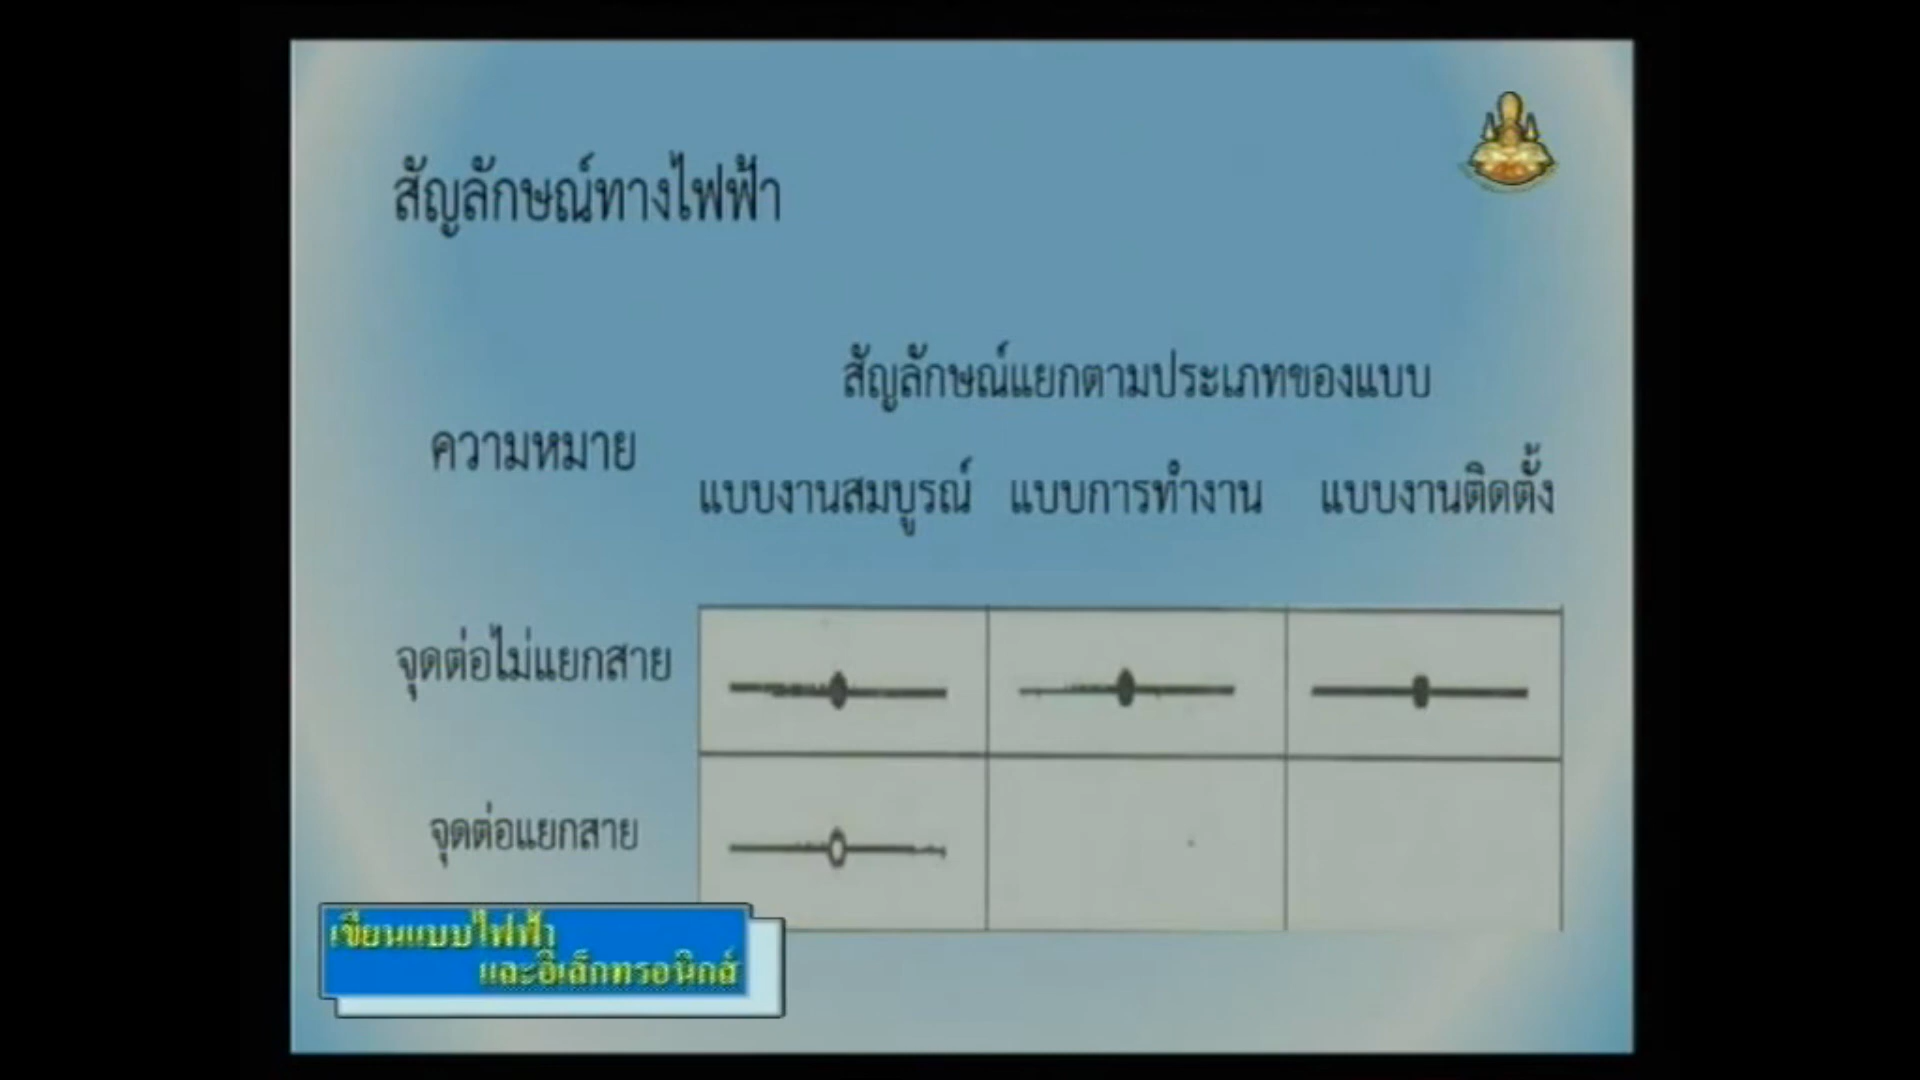 สัญลักษณ์ทางไฟฟ้า
สัญลักษณ์แยกตามประเภทของแบบ
ความหมาย
แบบงานสมบูรณ์ แบบการทำงาน แบบงานติดตั้ง
จุดต่อไม่แยกสาย
จุดต่อแยกสาย
เขียนแบบไฟฟ้า
และอิเล็กทรอนิกส์